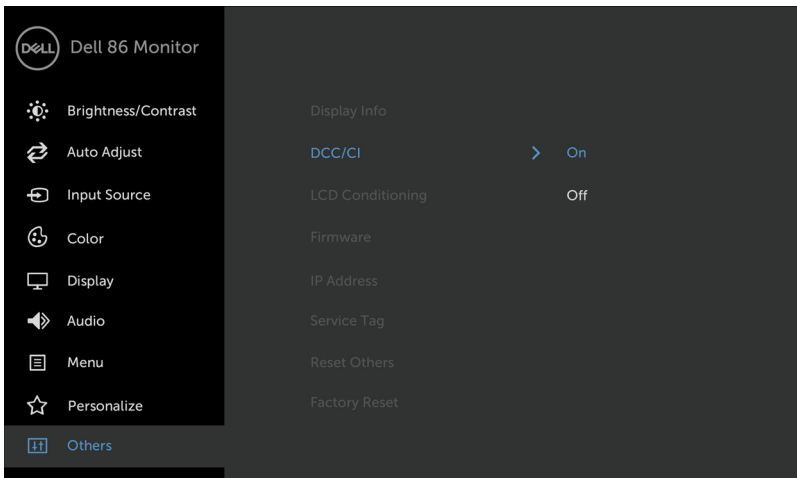 DELL
Dell 86 Monitor
Brightness/Contrast
Auto Adjust
Input Source
Color
Display
Audio
Menu
Personalize
Others
Display Info
DCC/CI
On
LCD Conditioning
Off
Firmware
IP Address
Service Tag
Reset Others
Factory Reset